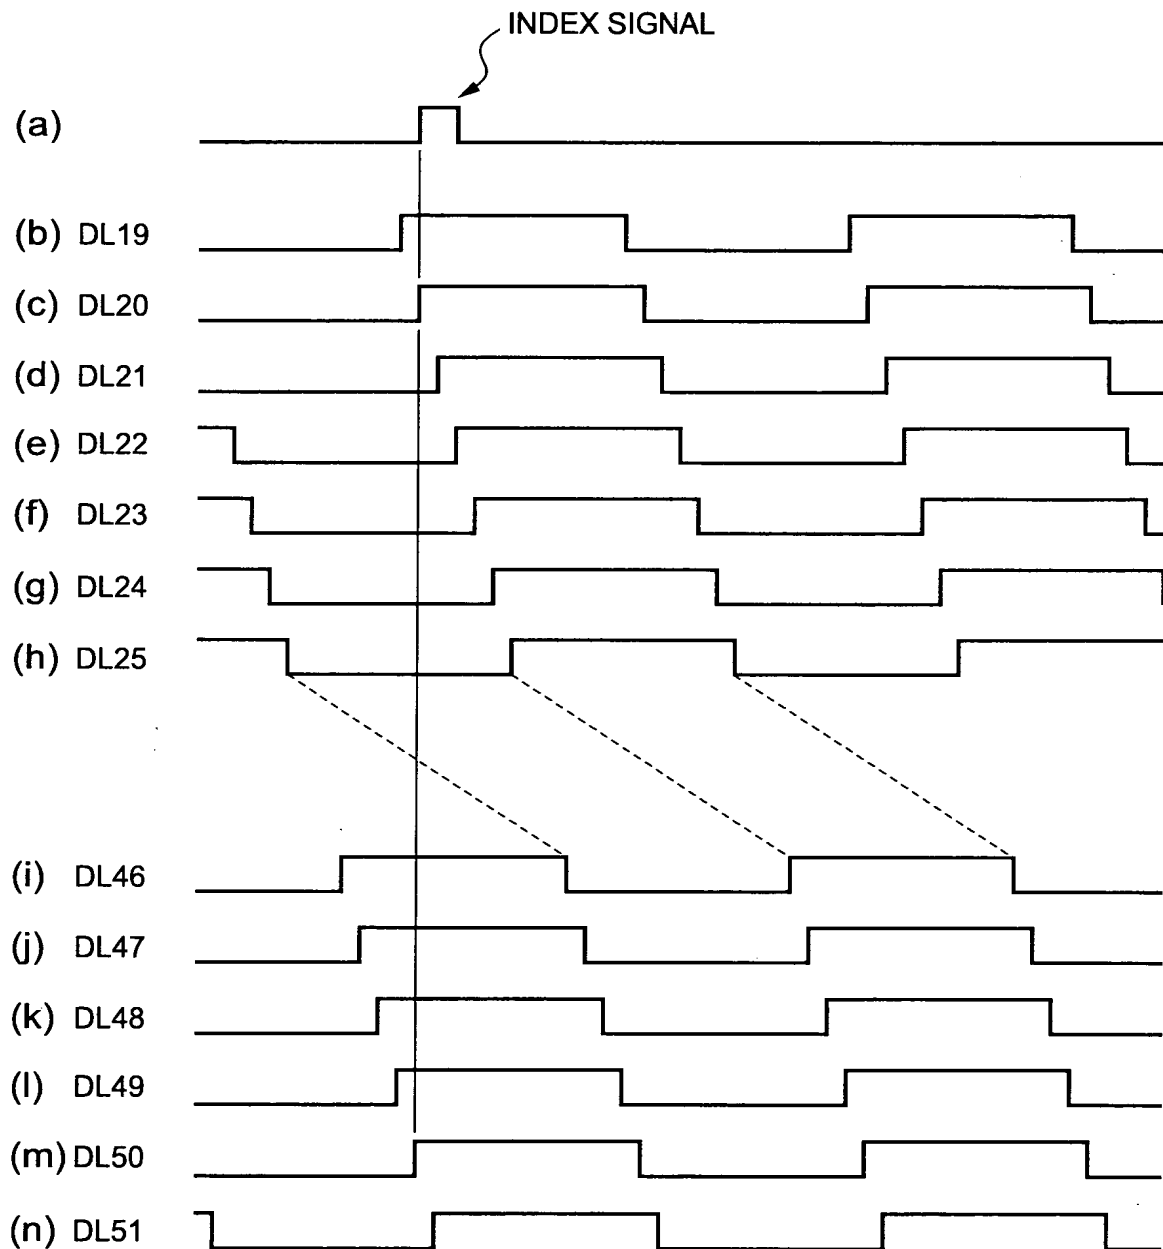 INDEX SIGNAL
(a)
(b) DL19
(c) DL20
(d) DL21
(e) DL22
(f) DL23
(g) DL24
(h) DL25
(i) DL46
(j) DL47
(k) DL48
(l) DL49
(m) DL50
(n) DL51